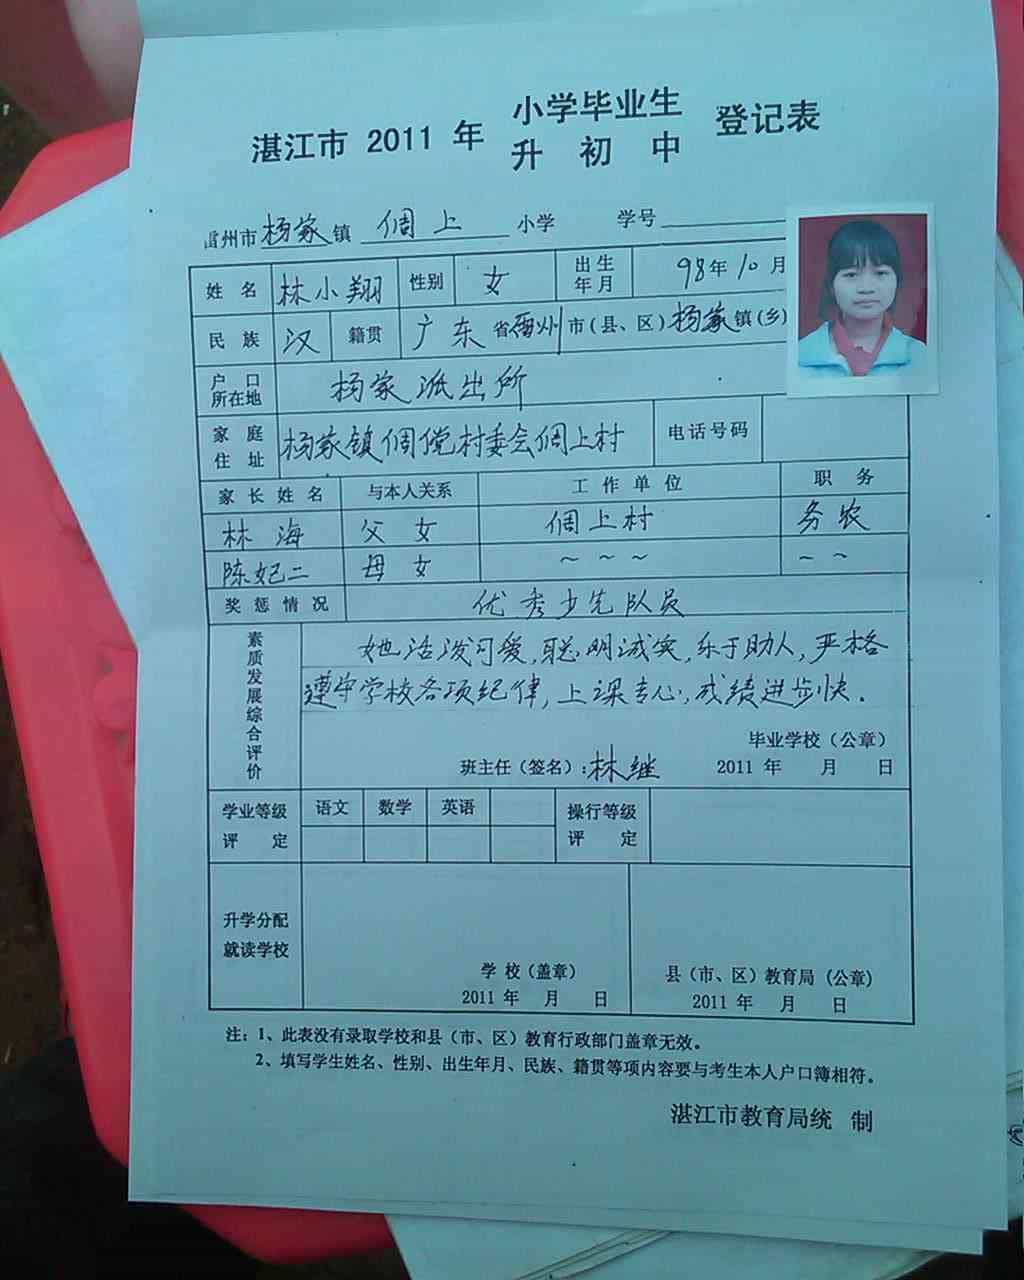 湛江市 2011 年 小学毕业生 登记表
升 初 中
雷州市杨家镇 倜上 小学 学号
姓名 林小翔 性别 女 出生年月 98年10月
民族 汉 籍贯 广东省雷州市(县、区)杨家镇(乡)
户口所在地 杨家派出所
家庭住址 杨家镇倜傥村委会倜上村 电话号码
家长姓名 与本人关系 工作单位 职务
林海 父女 倜上村 务农
陈妃二 母女 ~ ~ ~ ~ ~
奖惩情况 优秀少先队员
素质发展综合评价
她活泼可爱,聪明诚实,乐于助人,严格
遵守学校各项纪律,上课专心,成绩进步快.
毕业学校(公章)
班主任(签名):林继 2011 年 月 日
学业等级评定 语文 数学 英语 操行等级评定
升学分配
就读学校
学校(盖章) 县(市、区)教育局(公章)
2011 年 月 日 2011 年 月 日
注:1、此表没有录取学校和县(市、区)教育行政部门盖章无效。
2、填写学生姓名、性别、出生年月、民族、籍贯等项内容要与考生本人户口簿相符。
湛江市教育局统 制